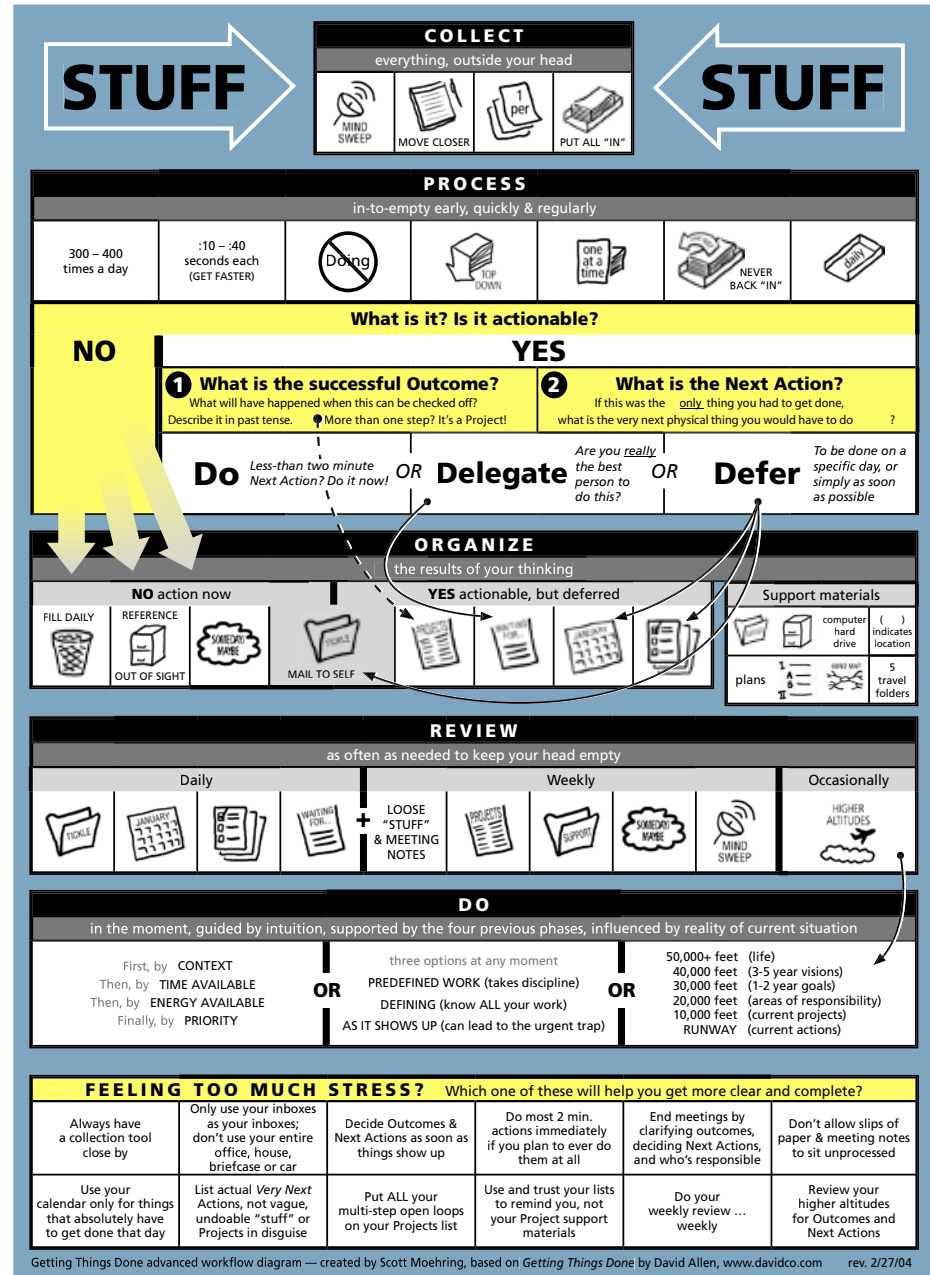 STUFF
COLLECT
everything, outside your head
MIND
SWEEP
MOVE CLOSER
1
per
PUT ALL “IN”
STUFF
PROCESS
in-to-empty early, quickly & regularly
300 – 400
times a day
:10 – :40
seconds each
(GET FASTER)
Doing
TOP
DOWN
one
at a
time
NEVER
BACK “IN”
daily
What is it? Is it actionable?
NO
YES
1 What is the successful Outcome?
What will have happened when this can be checked off?
Describe it in past tense. More than one step? It’s a Project!
2 What is the Next Action?
If this was the only thing you had to get done,
what is the very next physical thing you would have to do ?
Do
Less-than two minute
Next Action? Do it now!
OR
Delegate
Are you really
the best
person to
do this?
OR
Defer
To be done on a
specific day, or
simply as soon
as possible
ORGANIZE
the results of your thinking
NO action now
YES actionable, but deferred
Support materials
FILL DAILY
REFERENCE
OUT OF SIGHT
SOMEDAY
MAYBE
TICKLE
MAIL TO SELF
PROJECTS
WAITING
FOR...
JANUARY
SUPPORT
computer
hard
drive
( )
indicates
location
plans
I.
A
B
II
MIND MAP
5
travel
folders
REVIEW
as often as needed to keep your head empty
Daily
Weekly
Occasionally
TICKLE
JANUARY
WAITING
FOR...
+
LOOSE
“STUFF”
& MEETING
NOTES
PROJECTS
SUPPORT
SOMEDAY
MAYBE
MIND
SWEEP
HIGHER
ALTITUDES
DO
in the moment, guided by intuition, supported by the four previous phases, influenced by reality of current situation
First, by CONTEXT
Then, by TIME AVAILABLE
Then, by ENERGY AVAILABLE
Finally, by PRIORITY
OR
three options at any moment
PREDEFINED WORK (takes discipline)
DEFINING (know ALL your work)
AS IT SHOWS UP (can lead to the urgent trap)
OR
50,000+ feet (life)
40,000 feet (3-5 year visions)
30,000 feet (1-2 year goals)
20,000 feet (areas of responsibility)
10,000 feet (current projects)
RUNWAY (current actions)
FEELING TOO MUCH STRESS? Which one of these will help you get more clear and complete?
Always have
a collection tool
close by
Only use your inboxes
as your inboxes;
don’t use your entire
office, house,
briefcase or car
Decide Outcomes &
Next Actions as soon as
things show up
Do most 2 min.
actions immediately
if you plan to ever do
them at all
End meetings by
clarifying outcomes,
deciding Next Actions,
and who’s responsible
Don’t allow slips of
paper & meeting notes
to sit unprocessed
Use your
calendar only for things
that absolutely have
to get done that day
List actual Very Next
Actions, not vague,
undoable “stuff” or
Projects in disguise
Put ALL your
multi-step open loops
on your Projects list
Use and trust your lists
to remind you, not
your Project support
materials
Do your
weekly review ...
weekly
Review your
higher altitudes
for Outcomes and
Next Actions
Getting Things Done advanced workflow diagram — created by Scott Moehring, based on Getting Things Done by David Allen, www.davidco.com rev. 2/27/04